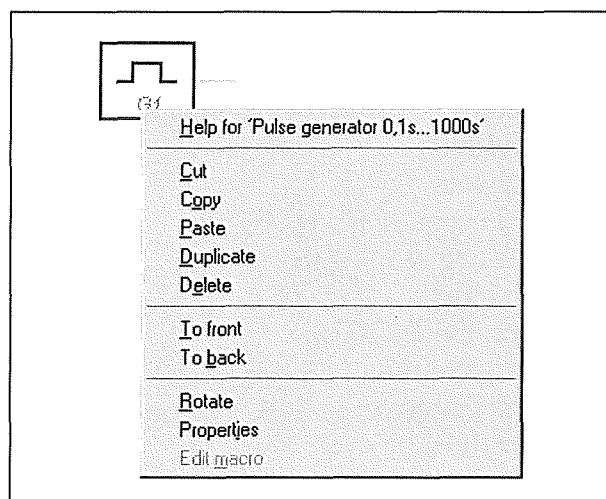 Help for 'Pulse generator 0,1s...1000s'
Cut
Copy
Paste
Duplicate
Delete
To front
To back
Rotate
Properties
Edit macro